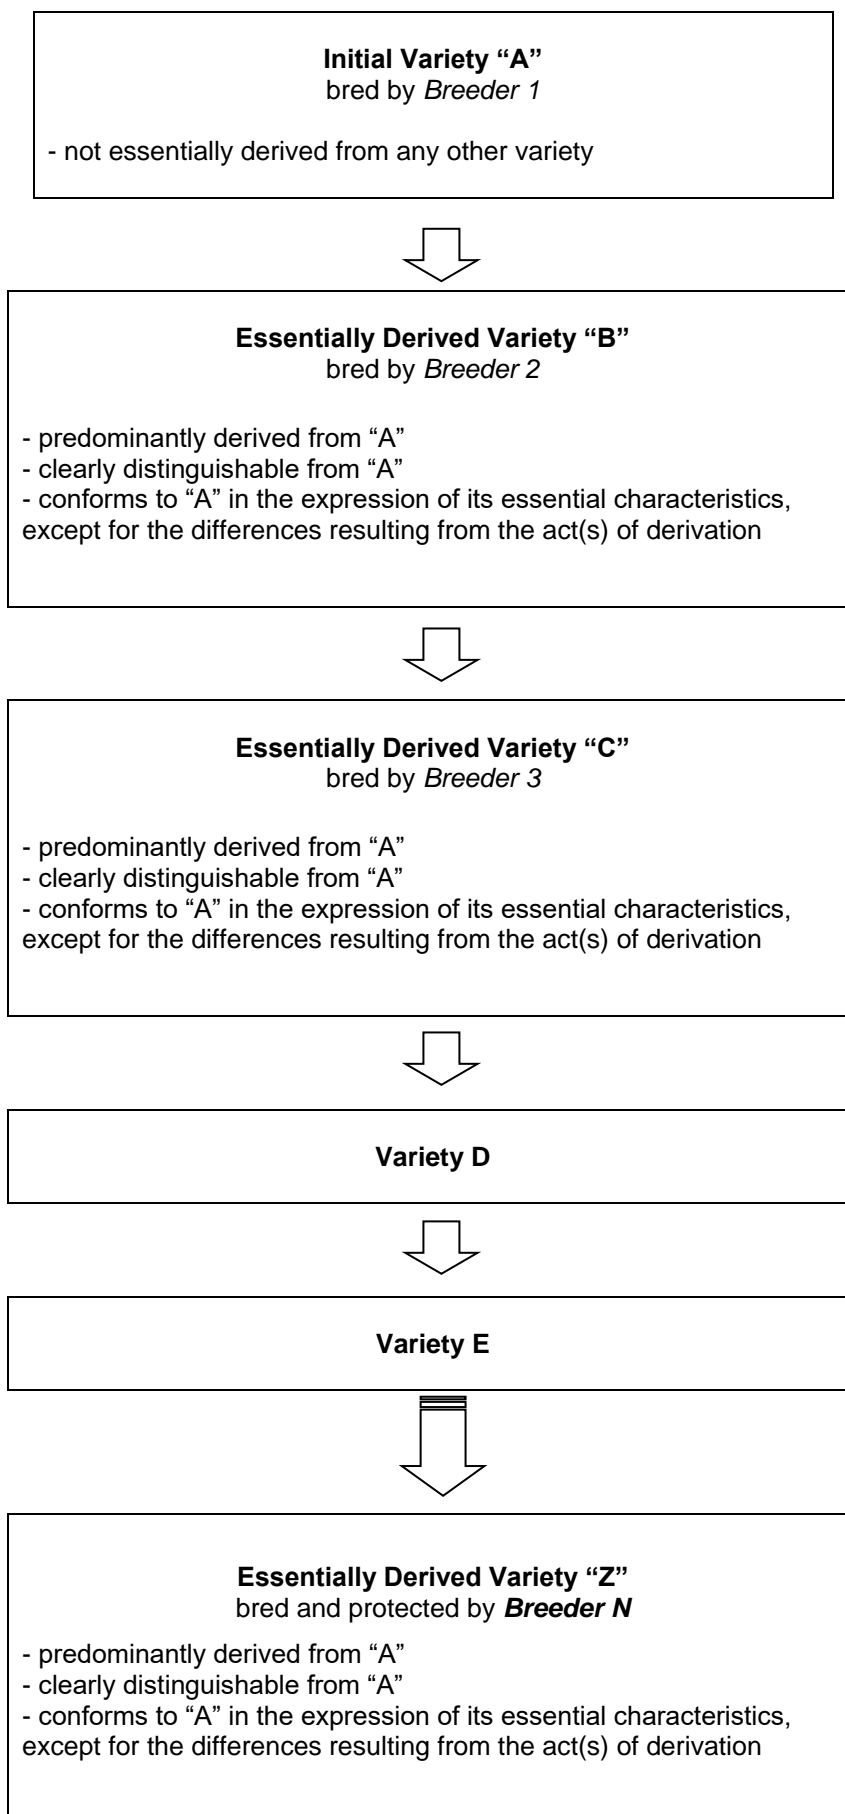 Initial Variety “A”
bred by Breeder 1
- not essentially derived from any other variety
Essentially Derived Variety “B”
bred by Breeder 2
- predominantly derived from “A”
- clearly distinguishable from “A”
- conforms to “A” in the expression of its essential characteristics,
except for the differences resulting from the act(s) of derivation
Essentially Derived Variety “C”
bred by Breeder 3
- predominantly derived from “A”
- clearly distinguishable from “A”
- conforms to “A” in the expression of its essential characteristics,
except for the differences resulting from the act(s) of derivation
Variety D
Variety E
Essentially Derived Variety “Z”
bred and protected by Breeder N
- predominantly derived from “A”
- clearly distinguishable from “A”
- conforms to “A” in the expression of its essential characteristics,
except for the differences resulting from the act(s) of derivation